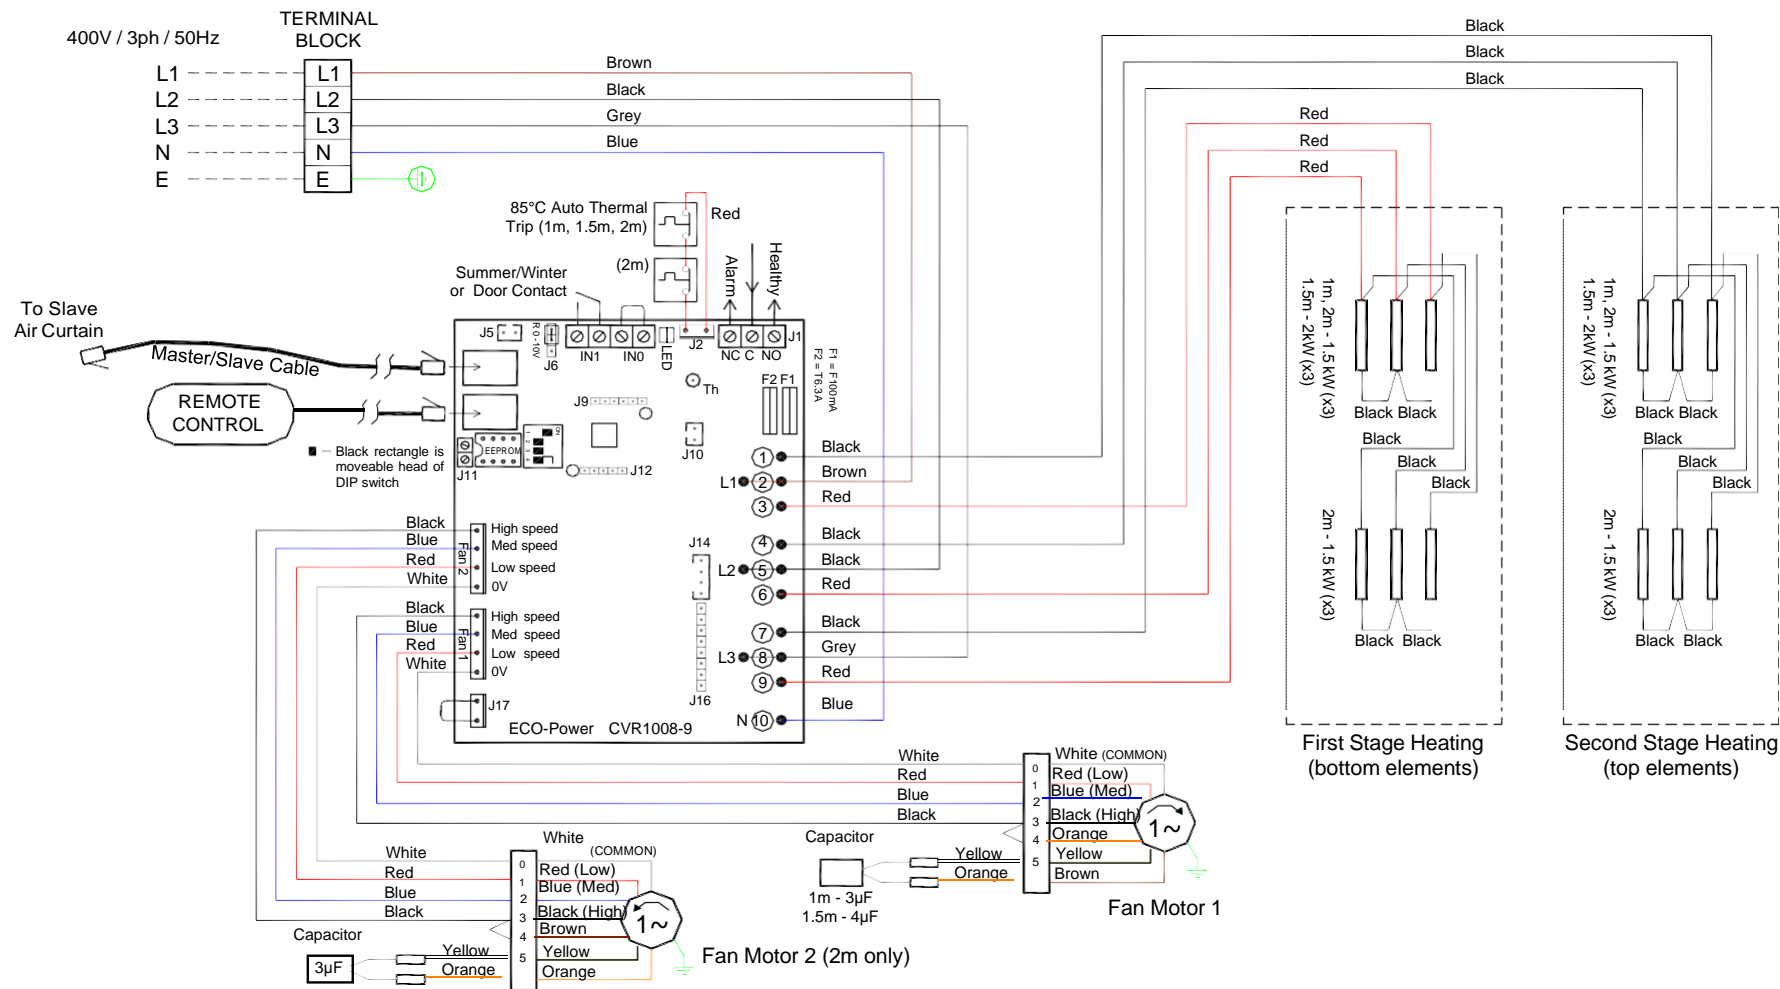 400V / 3ph / 50Hz
TERMINAL
BLOCK
L1
L2
L3
N
E
L1
L2
L3
N
E
Brown
Black
Grey
Blue
Black
Black
Black
Red
Red
Red
85°C Auto Thermal
Trip (1m, 1.5m, 2m)
Red
(2m)
Summer/Winter
or Door Contact
Alarm
Healthy
To Slave
Air Curtain
Master/Slave Cable
REMOTE
CONTROL
Black rectangle is
moveable head of
DIP switch
J5
R 0 -10V
J6
IN1
IN0
LED
J2
NC
C
NO
J1
F1 = F100mA
F2 = T6.3A
F2
F1
Th
J9
J10
J11
EEPROM
ON
1
2
3
4
J12
1
Black
L1
2
Brown
3
Red
4
Black
L2
5
Black
6
Red
7
Black
L3
8
Grey
9
Red
N
10
Blue
J14
J16
Black
Blue
Red
White
Fan 2
High speed
Med speed
Low speed
0V
Black
Blue
Red
White
Fan 1
High speed
Med speed
Low speed
0V
J17
ECO-Power CVR1008-9
1m, 2m - 1.5 kW (x3)
1.5m - 2kW (x3)
Black
Black
Black
Black
Black
2m - 1.5 kW (x3)
Black
Black
First Stage Heating
(bottom elements)
1m, 2m - 1.5 kW (x3)
1.5m - 2kW (x3)
Black
Black
Black
Black
Black
2m - 1.5 kW (x3)
Black
Black
Second Stage Heating
(top elements)
White
Red
Blue
Black
0
1
2
3
4
5
White (COMMON)
Red (Low)
Blue (Med)
Black (High)
Orange
Yellow
Brown
1~
Capacitor
Yellow
Orange
1m - 3µF
1.5m - 4µF
Fan Motor 1
White
Red
Blue
Black
0
1
2
3
4
5
White
(COMMON)
Red (Low)
Blue (Med)
Black (High)
Brown
Yellow
Orange
1~
Capacitor
3µF
Yellow
Orange
Fan Motor 2 (2m only)